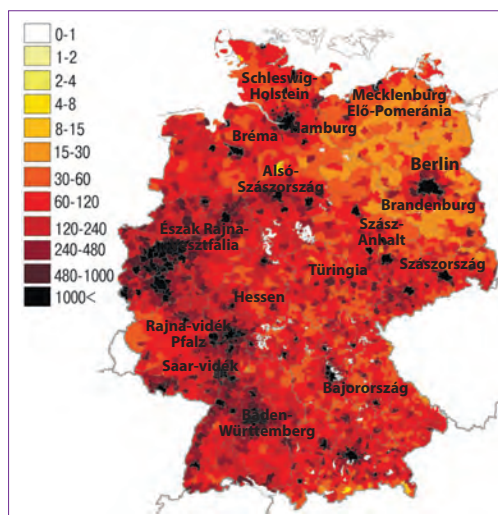 0-1
1-2
2-4
4-8
8-15
15-30
30-60
60-120
120-240
240-480
480-1000
1000<
Schleswig-
Holstein
Mecklenburg
Elő-Pomeránia
Hamburg
Bréma
Alsó-
Szászország
Berlin
Brandenburg
Észak Rajna-
Szász-
Anhalt
Türingia
Szászország
Hessen
Rajna-vidék
Pfalz
Saar-vidék
Bajorország
Baden-
Württemberg